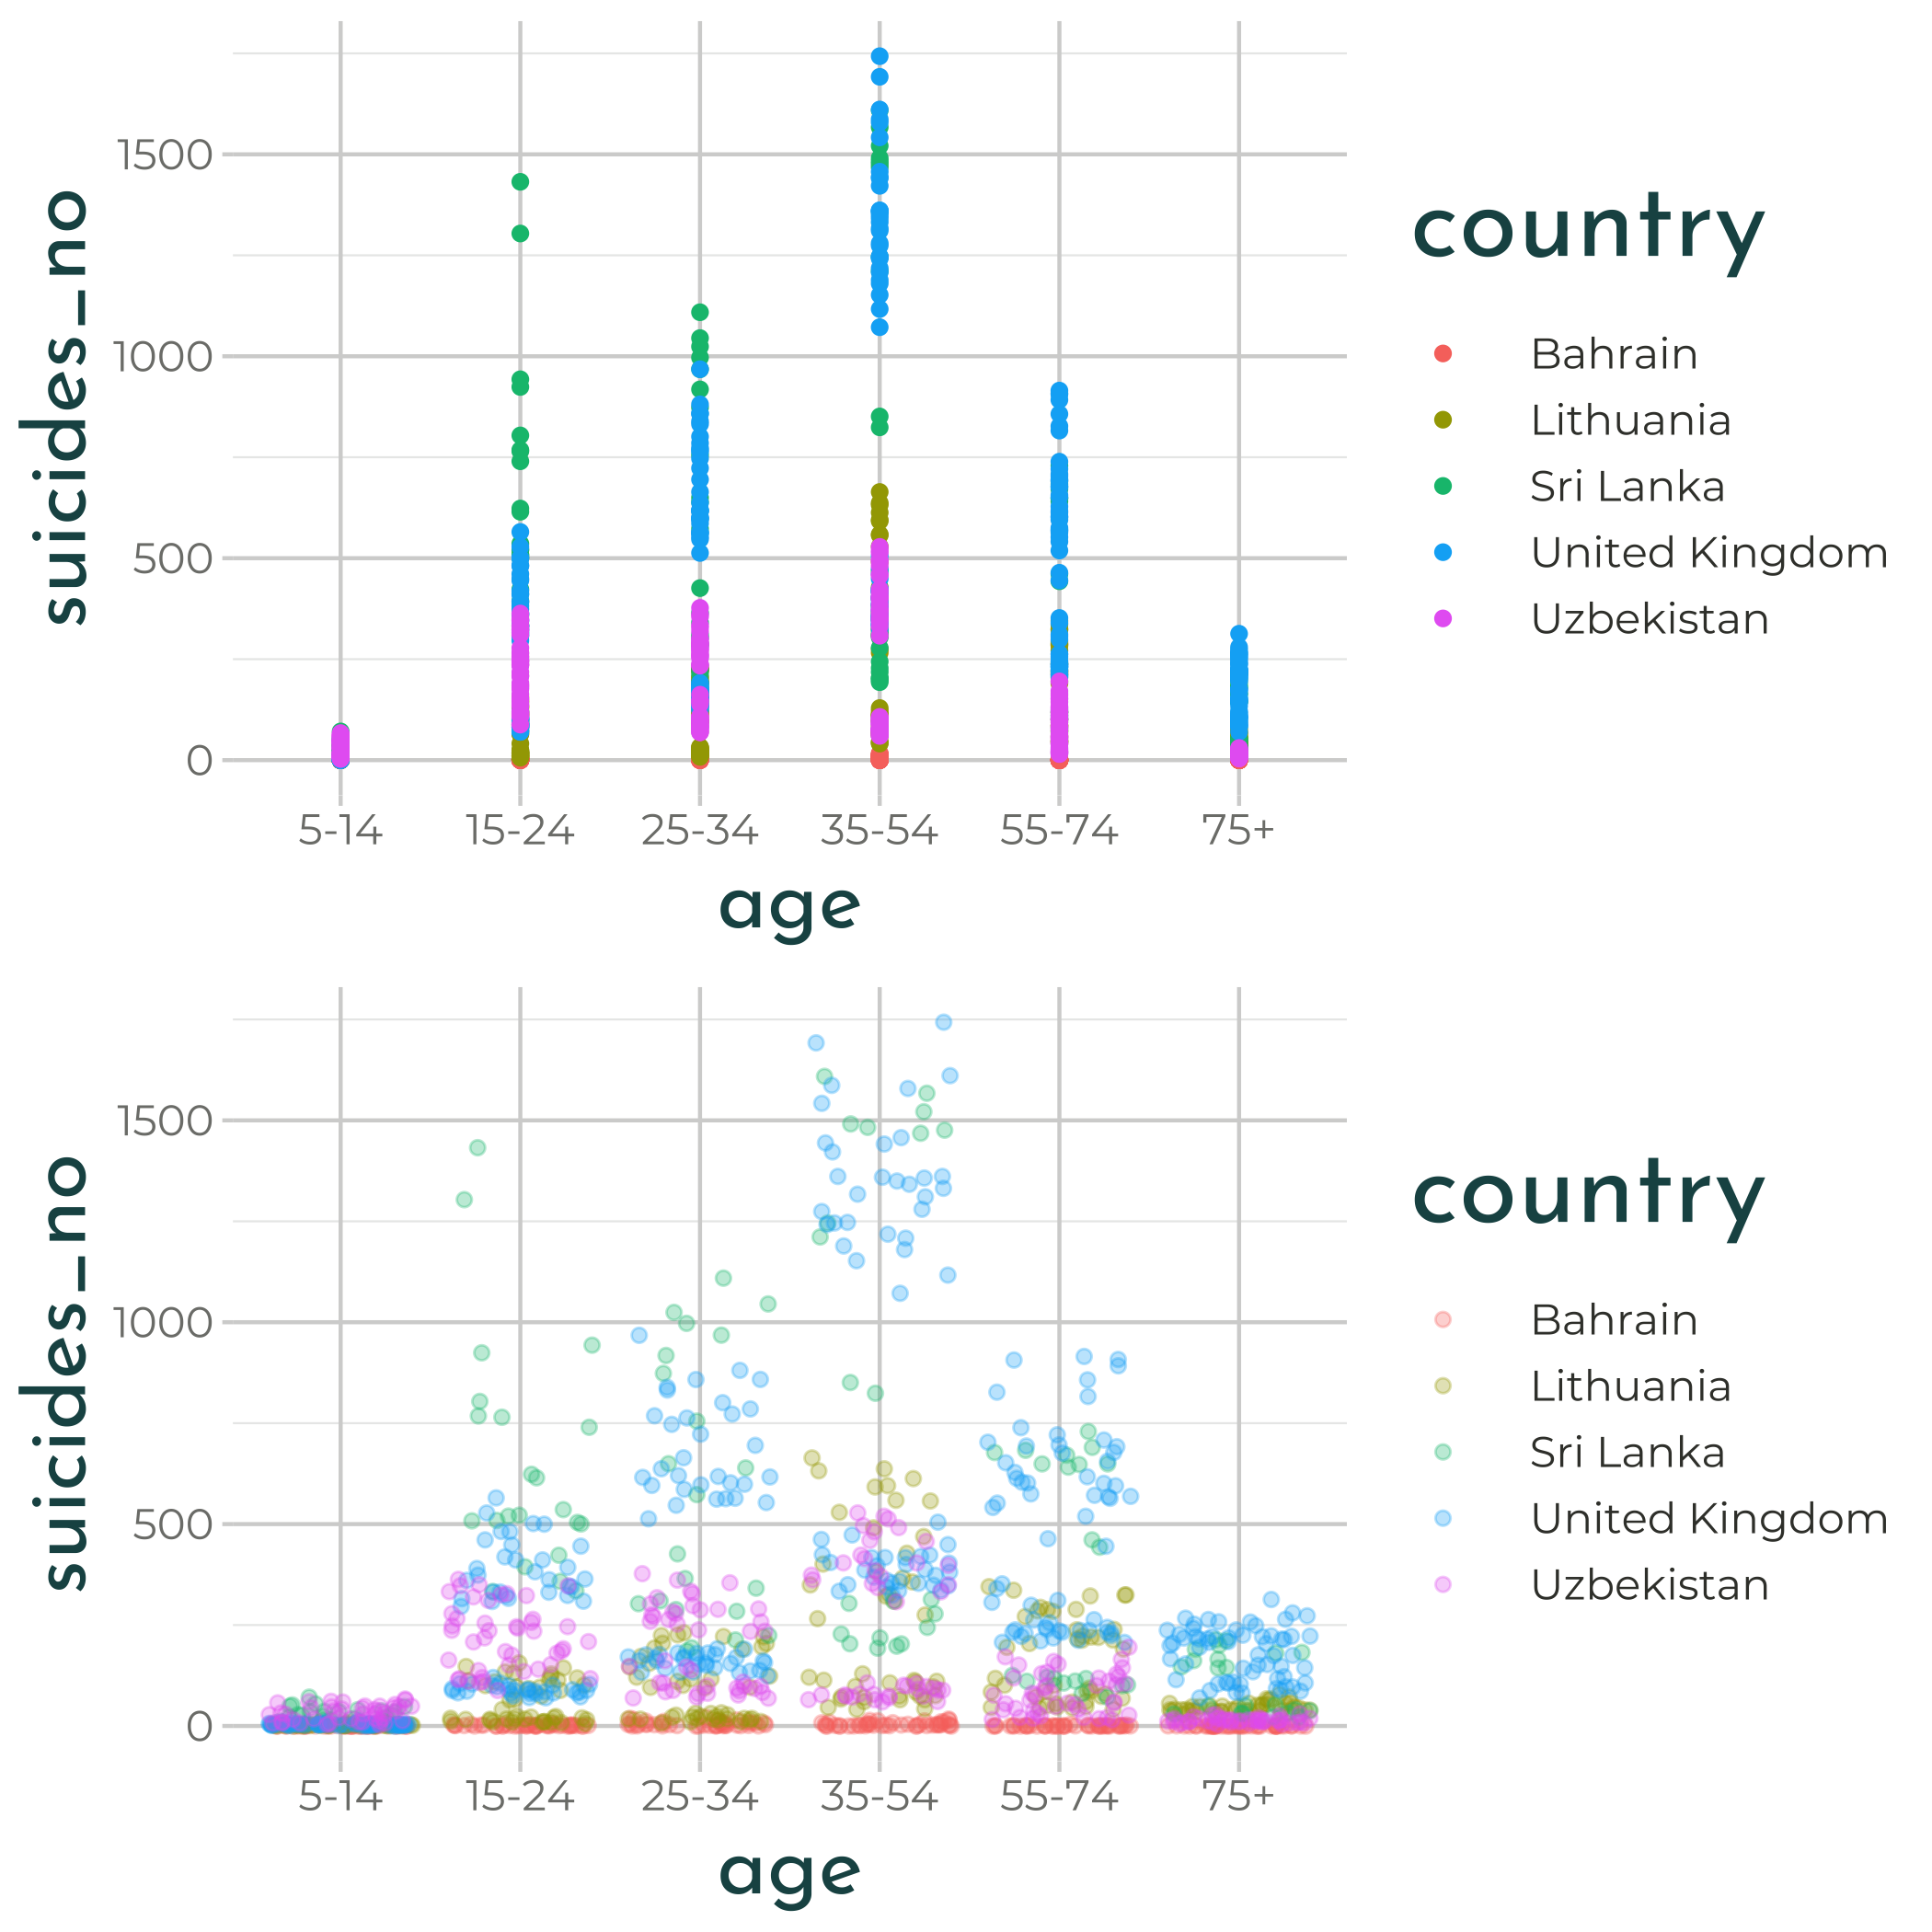 suicides_no
1500
1000
500
0
5-14 15-24 25-34 35-54 55-74 75+
age
country
Bahrain
Lithuania
Sri Lanka
United Kingdom
Uzbekistan
suicides_no
1500
1000
500
0
5-14 15-24 25-34 35-54 55-74 75+
age
country
Bahrain
Lithuania
Sri Lanka
United Kingdom
Uzbekistan